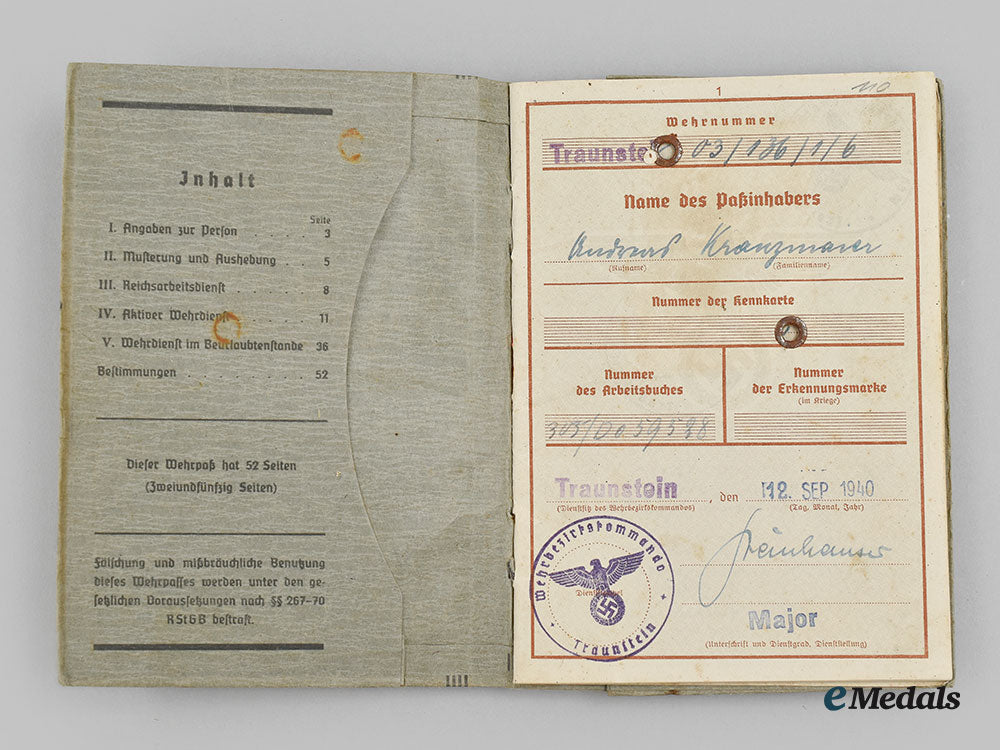 Inhalt
Seite
I. Angaben zur Person . . . . . 3
II. Musterung und Aushebung . . 5
III. Reichsarbeitsdienst . . . . . . 8
IV. Aktiver Wehrdienst . . . . . . 11
V. Wehrdienst im Beurlaubtenstande 36
Bestimmungen . . . . . . . . . . 52
Dieser Wehrpaß hat 52 Seiten
(Zweiundfünfzig Seiten)
Fälschung und mißbräuchliche Benutzung
dieses Wehrpasses werden unter den ge-
setzlichen Voraussetzungen nach §§ 267-70
RStGB bestraft.
110
1
Wehrnummer
Traunste 03/136/1/6
Name des Paßinhabers
Andreas Kranzmaier
(Rufname) (Familienname)
Nummer der Kennkarte
Nummer
des Arbeitsbuches
Nummer
der Erkennungsmarke
(im Kriege)
305/Do 59598
Traunstein, den 12. SEP 1940
(Dienstsitz des Wehrbezirkskommandos) (Tag, Monat, Jahr)
Wehrbezirkskommando
Traunstein
Major
(Unterschrift und Dienstgrad, Dienststellung)
eMedals